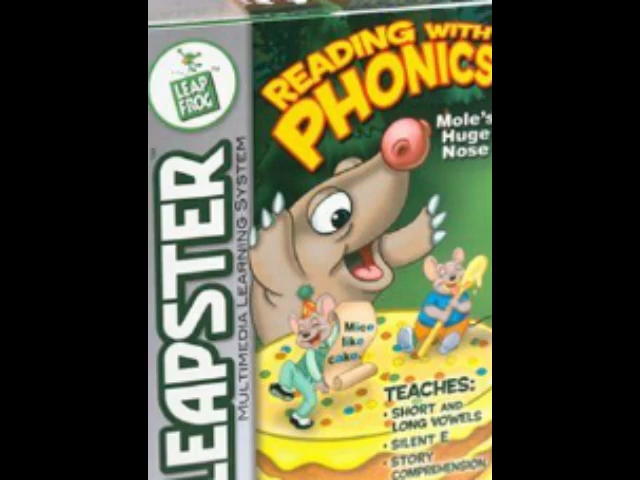 LEAP
FROG
LEAPSTER
MULTIMEDIA LEARNING SYSTEM
READING WITH
PHONICS
Mole's
Huge
Nose
Mice
like
cake.
TEACHES:
• SHORT AND
LONG VOWELS
• SILENT E
• STORY
COMPREHENSION